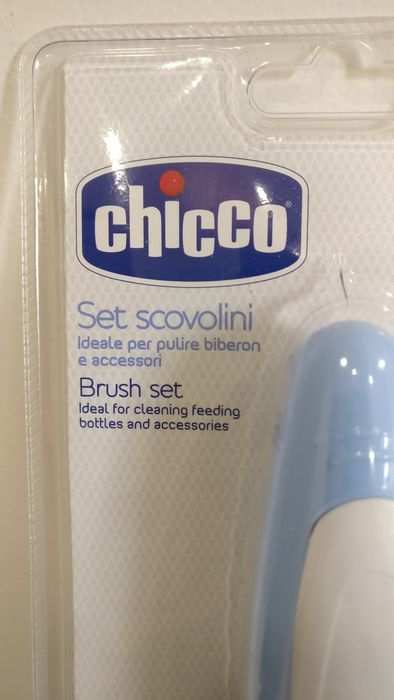 chicco®
Set scovolini
Ideale per pulire biberon
e accessori
Brush set
Ideal for cleaning feeding
bottles and accessories